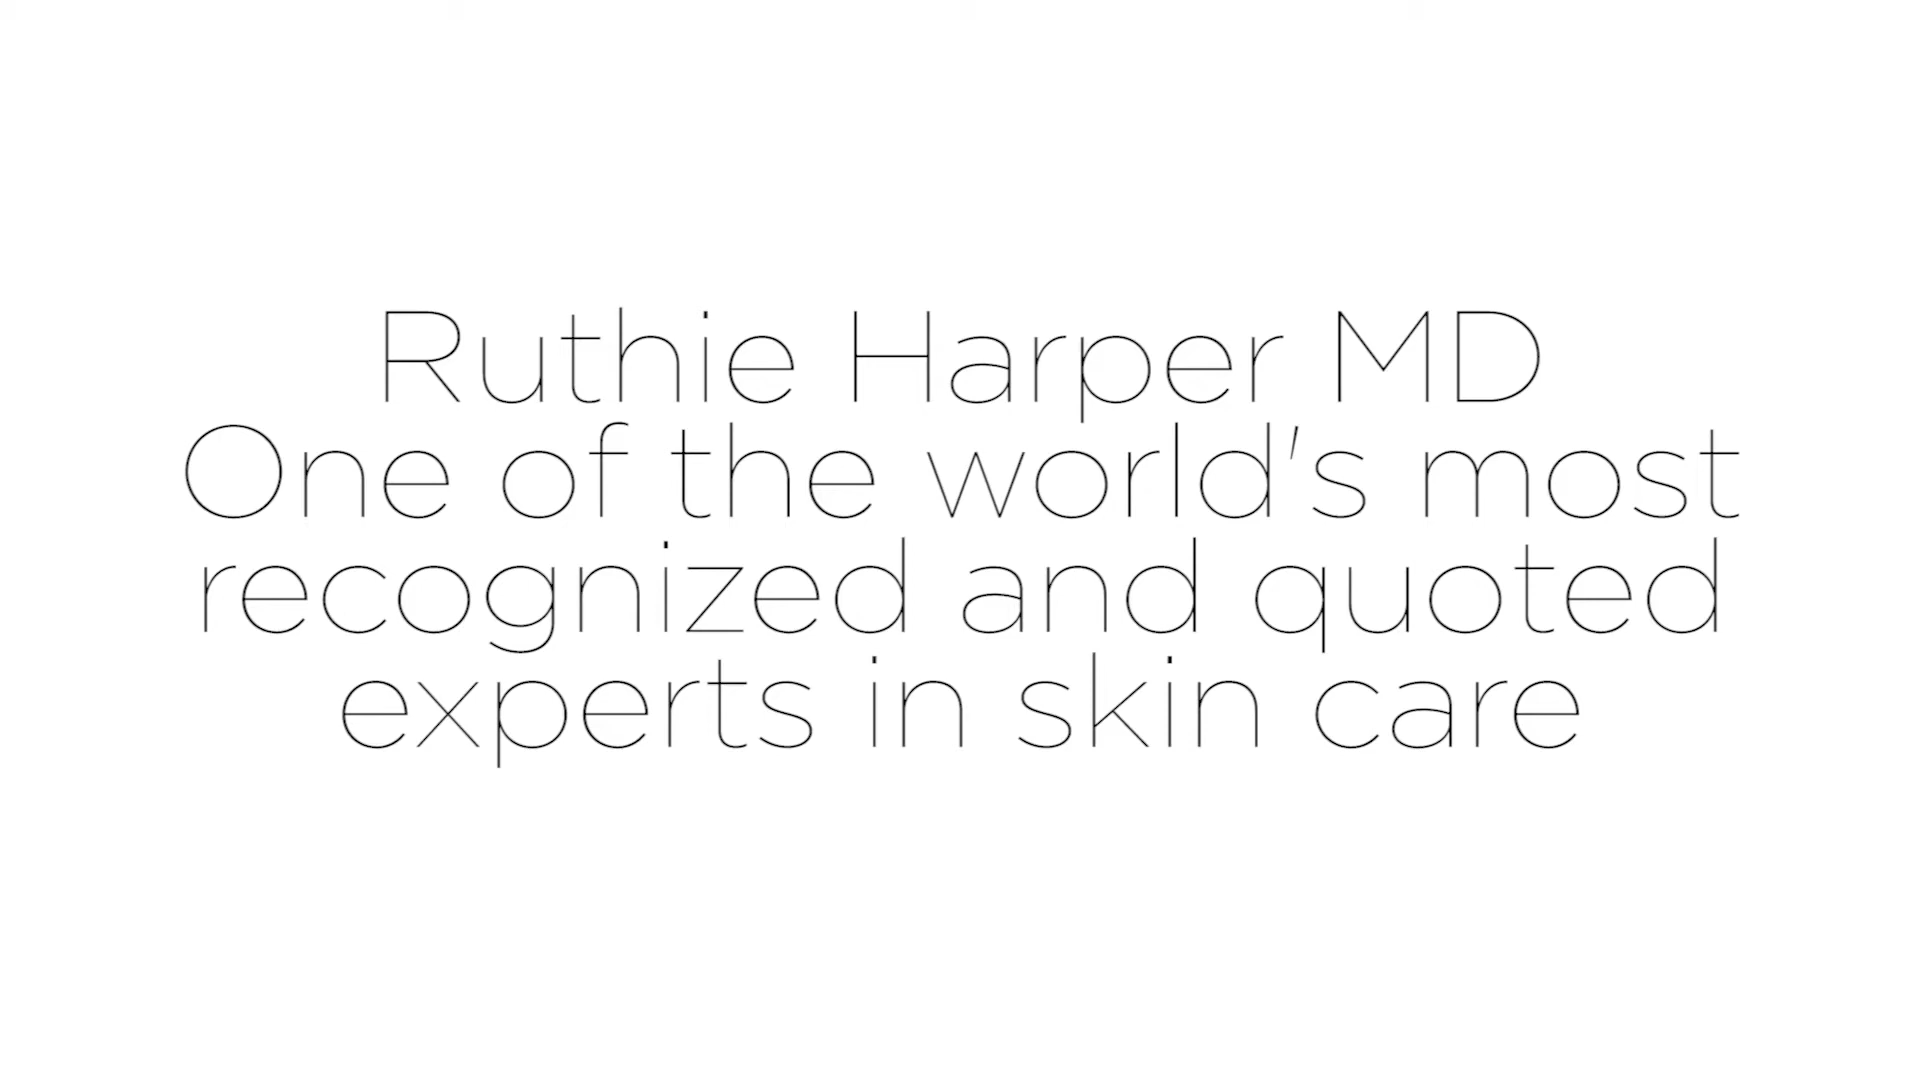 Ruthie Harper MD
One of the world's most
recognized and quoted
experts in skin care